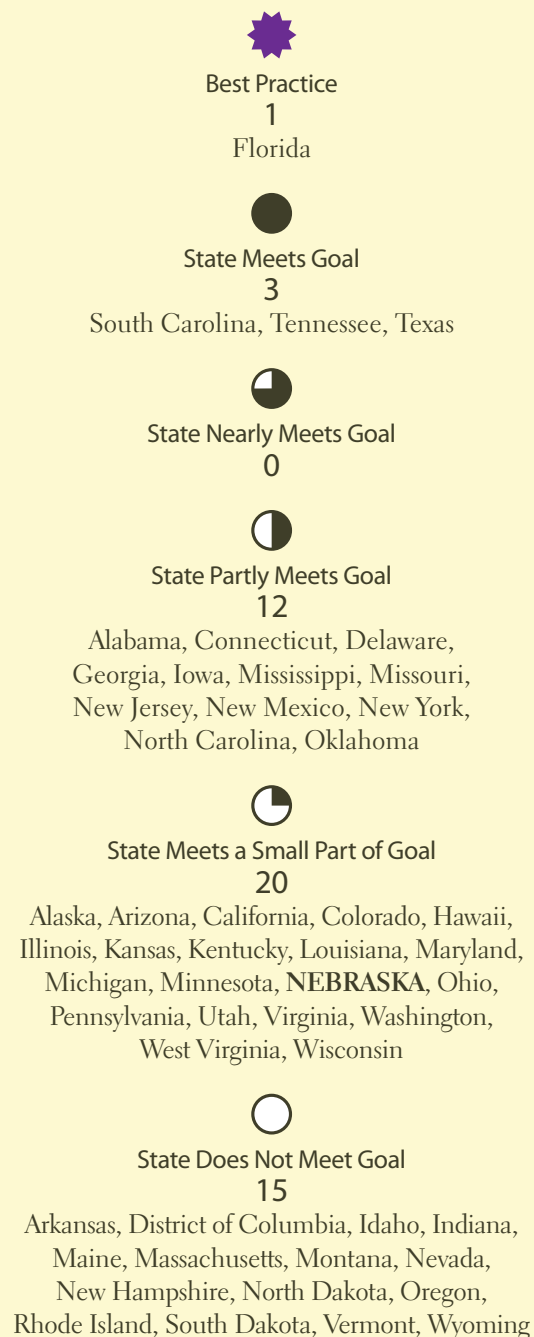 Best Practice
1
Florida
State Meets Goal
3
South Carolina, Tennessee, Texas
State Nearly Meets Goal
0
State Partly Meets Goal
12
Alabama, Connecticut, Delaware,
Georgia, Iowa, Mississippi, Missouri,
New Jersey, New Mexico, New York,
North Carolina, Oklahoma
State Meets a Small Part of Goal
20
Alaska, Arizona, California, Colorado, Hawaii,
Illinois, Kansas, Kentucky, Louisiana, Maryland,
Michigan, Minnesota, NEBRASKA, Ohio,
Pennsylvania, Utah, Virginia, Washington,
West Virginia, Wisconsin
State Does Not Meet Goal
15
Arkansas, District of Columbia, Idaho, Indiana,
Maine, Massachusetts, Montana, Nevada,
New Hampshire, North Dakota, Oregon,
Rhode Island, South Dakota, Vermont, Wyoming